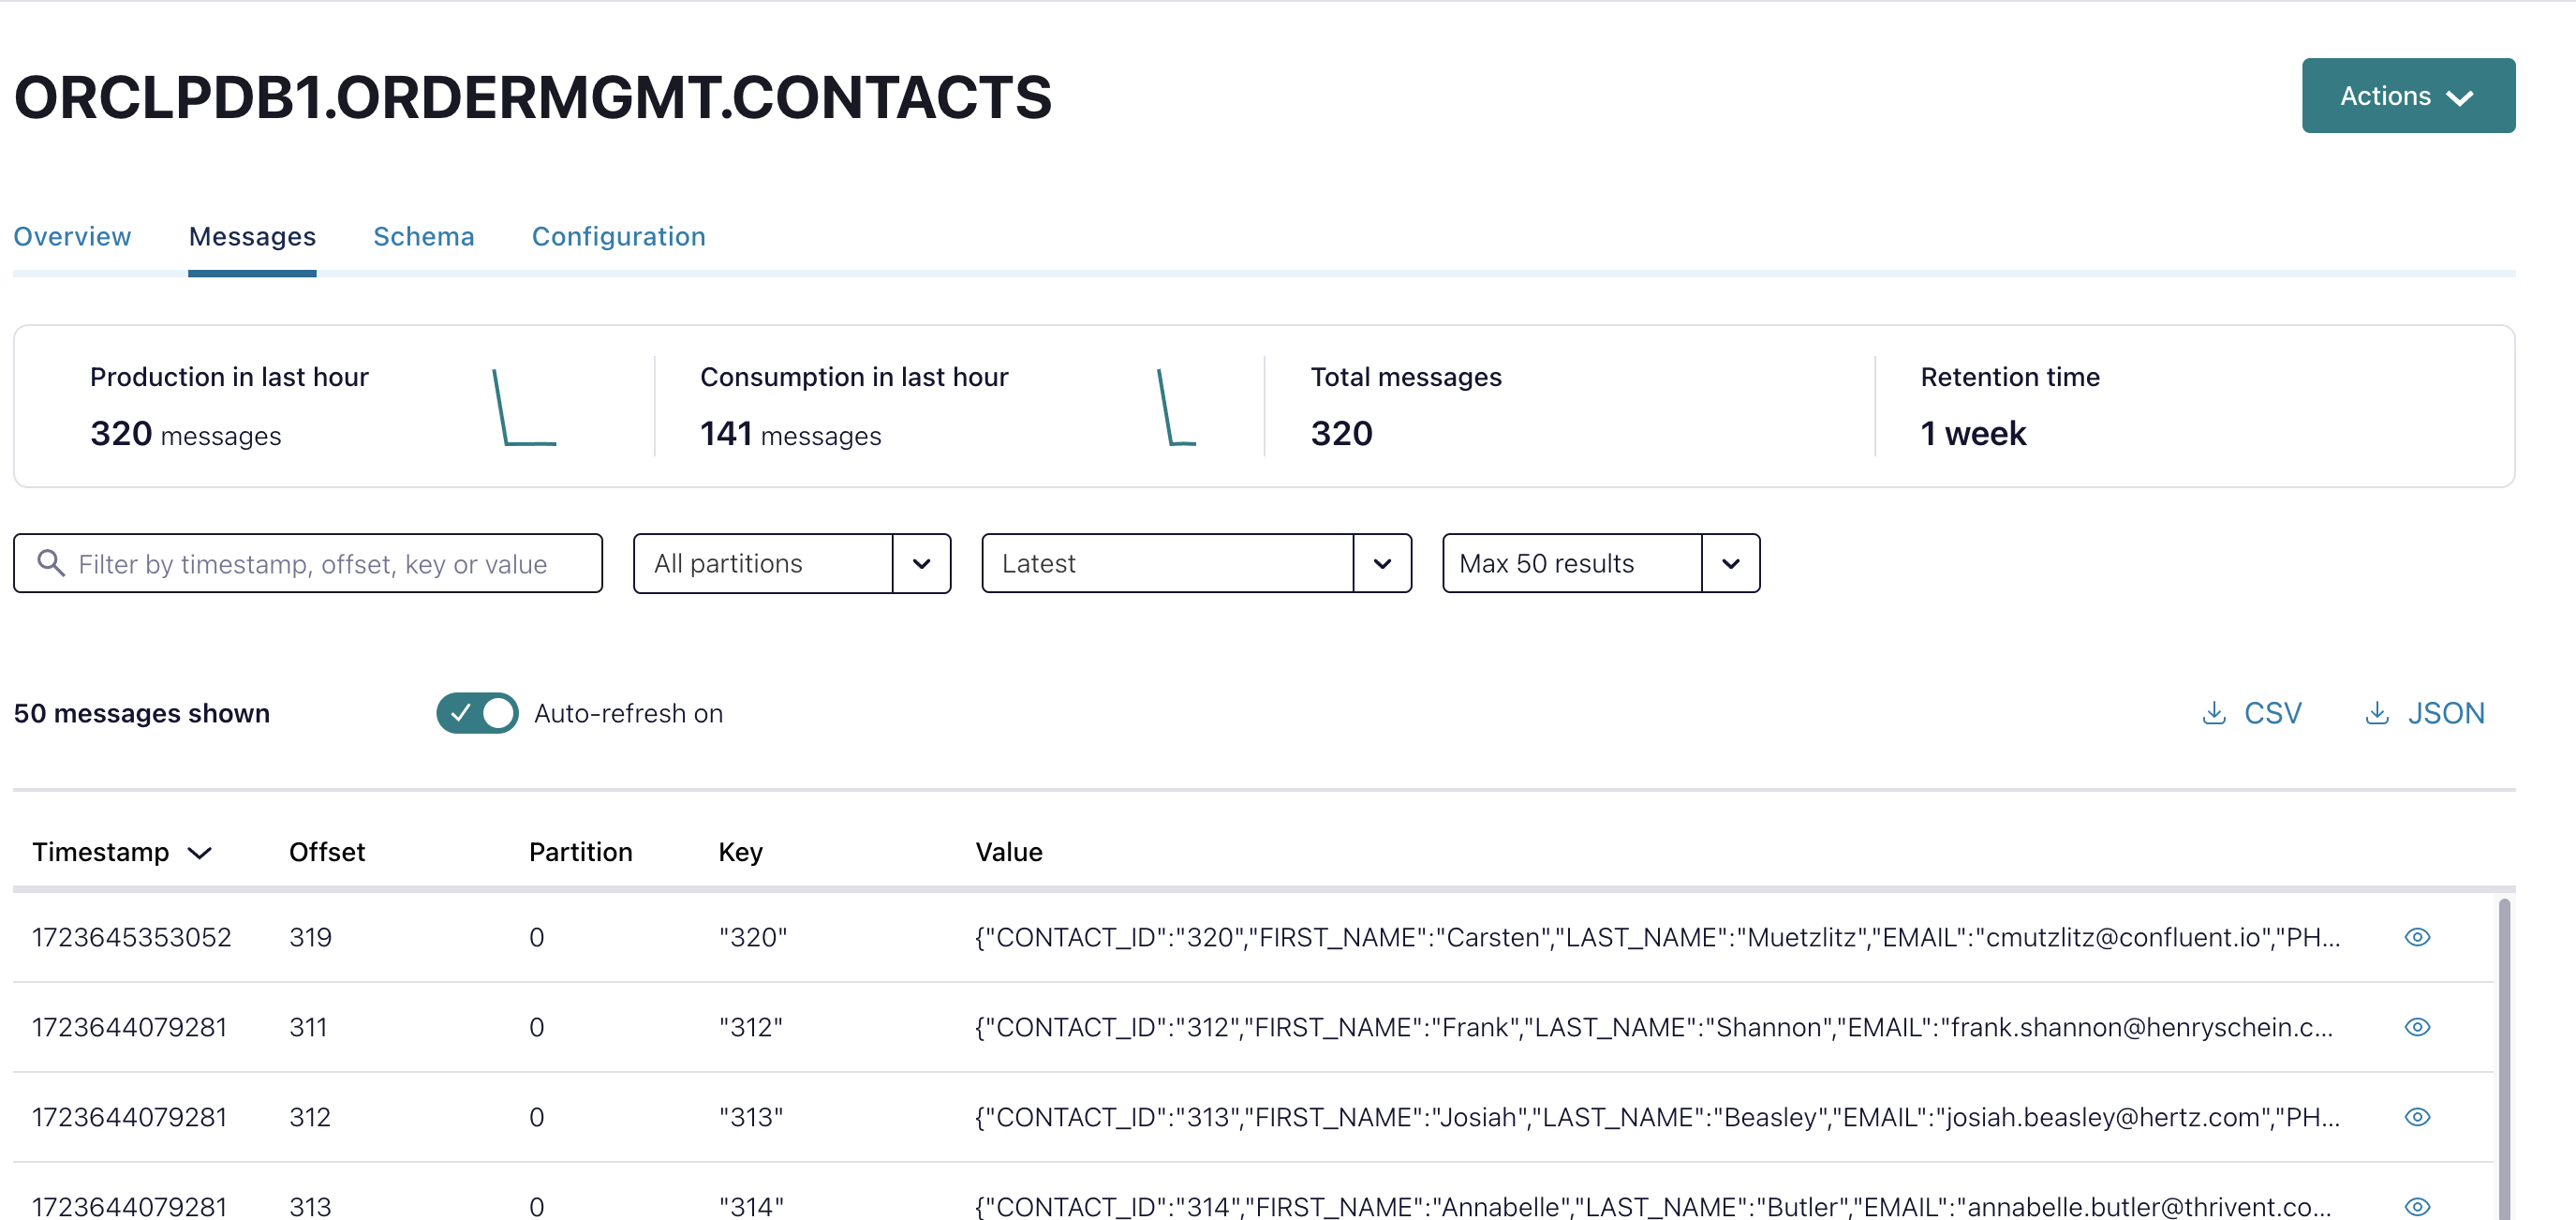 ORCLPDB1.ORDERMGMT.CONTACTS
Actions
Overview Messages Schema Configuration
Production in last hour Consumption in last hour Total messages Retention time
320 messages 141 messages 320 1 week
Filter by timestamp, offset, key or value All partitions Latest Max 50 results
50 messages shown Auto-refresh on CSV JSON
Timestamp Offset Partition Key Value
1723645353052 319 0 "320" {"CONTACT_ID":"320","FIRST_NAME":"Carsten","LAST_NAME":"Muetzlitz","EMAIL":"cmutzlitz@confluent.io","PH...
1723644079281 311 0 "312" {"CONTACT_ID":"312","FIRST_NAME":"Frank","LAST_NAME":"Shannon","EMAIL":"frank.shannon@henryschein.c...
1723644079281 312 0 "313" {"CONTACT_ID":"313","FIRST_NAME":"Josiah","LAST_NAME":"Beasley","EMAIL":"josiah.beasley@hertz.com","PH...
1723644079281 313 0 "314" {"CONTACT_ID":"314","FIRST_NAME":"Annabelle","LAST_NAME":"Butler","EMAIL":"annabelle.butler@thrivent.co...